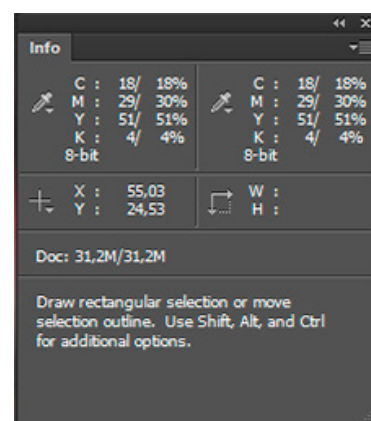 Info
C : 18/ 18% C : 18/ 18%
M : 29/ 30% M : 29/ 30%
Y : 51/ 51% Y : 51/ 51%
K : 4/ 4% K : 4/ 4%
8-bit 8-bit
X : 55,03 W :
Y : 24,53 H :
Doc: 31,2M/31,2M
Draw rectangular selection or move
selection outline. Use Shift, Alt, and Ctrl
for additional options.